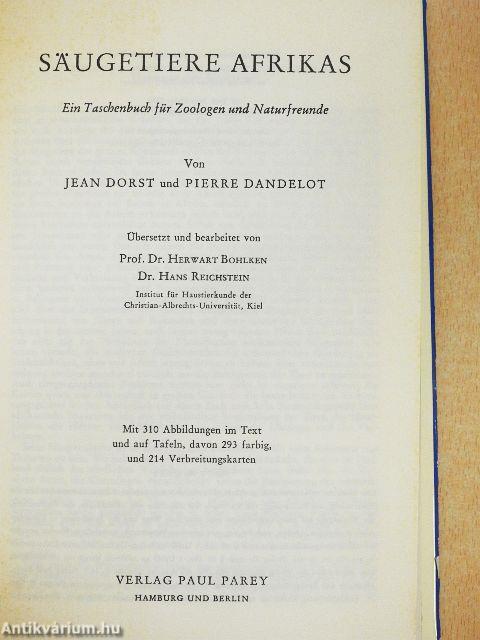 SÄUGETIERE AFRIKAS
Ein Taschenbuch für Zoologen und Naturfreunde
Von
JEAN DORST und PIERRE DANDELOT
Übersetzt und bearbeitet von
Prof. Dr. HERWART BOHLKEN
Dr. HANS REICHSTEIN
Institut für Haustierkunde der
Christian-Albrechts-Universität, Kiel
Mit 310 Abbildungen im Text
und auf Tafeln, davon 293 farbig,
und 214 Verbreitungskarten
VERLAG PAUL PAREY
HAMBURG UND BERLIN
Antikvárium.hu